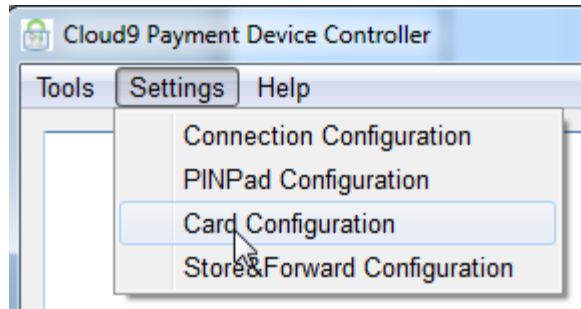 Cloud9 Payment Device Controller
Tools Settings Help
Connection Configuration
PINPad Configuration
Card Configuration
Store&Forward Configuration